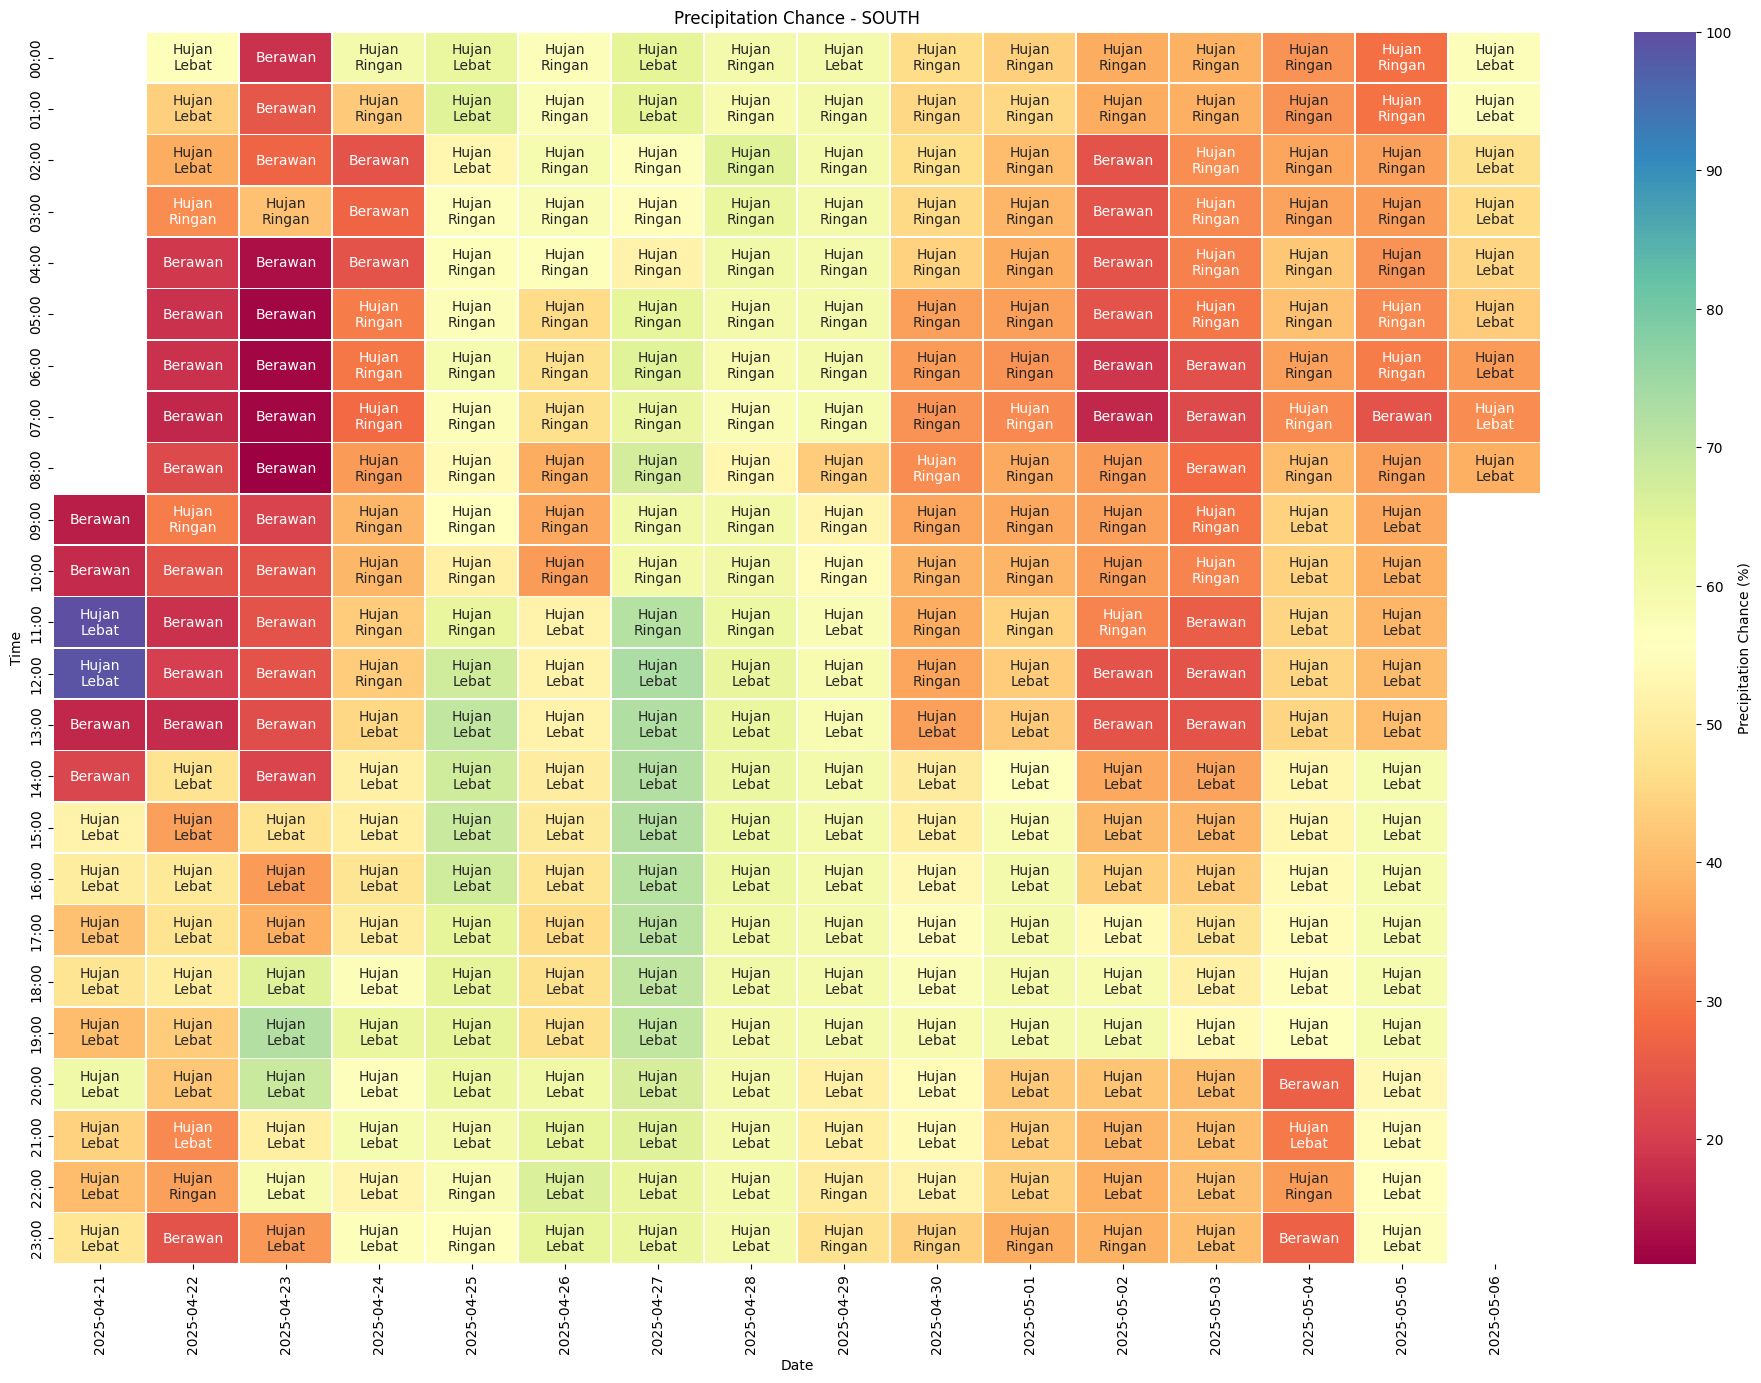 Precipitation Chance - SOUTH
00:00 Hujan Lebat Berawan Hujan Ringan Hujan Lebat Hujan Ringan Hujan Lebat Hujan Ringan Hujan Lebat Hujan Ringan Hujan Ringan Hujan Ringan Hujan Ringan Hujan Ringan Hujan Ringan Hujan Lebat
01:00 Hujan Lebat Berawan Hujan Ringan Hujan Lebat Hujan Ringan Hujan Lebat Hujan Ringan Hujan Ringan Hujan Ringan Hujan Ringan Hujan Ringan Hujan Ringan Hujan Ringan Hujan Ringan Hujan Lebat
02:00 Hujan Lebat Berawan Berawan Hujan Lebat Hujan Ringan Hujan Ringan Hujan Ringan Hujan Ringan Hujan Ringan Hujan Ringan Berawan Hujan Ringan Hujan Ringan Hujan Ringan Hujan Lebat
03:00 Hujan Ringan Hujan Ringan Berawan Hujan Ringan Hujan Ringan Hujan Ringan Hujan Ringan Hujan Ringan Hujan Ringan Hujan Ringan Berawan Hujan Ringan Hujan Ringan Hujan Ringan Hujan Lebat
04:00 Berawan Berawan Berawan Hujan Ringan Hujan Ringan Hujan Ringan Hujan Ringan Hujan Ringan Hujan Ringan Hujan Ringan Berawan Hujan Ringan Hujan Ringan Hujan Ringan Hujan Lebat
05:00 Berawan Berawan Hujan Ringan Hujan Ringan Hujan Ringan Hujan Ringan Hujan Ringan Hujan Ringan Hujan Ringan Hujan Ringan Berawan Hujan Ringan Hujan Ringan Hujan Ringan Hujan Lebat
06:00 Berawan Berawan Hujan Ringan Hujan Ringan Hujan Ringan Hujan Ringan Hujan Ringan Hujan Ringan Hujan Ringan Hujan Ringan Berawan Berawan Hujan Ringan Hujan Ringan Hujan Lebat
07:00 Berawan Berawan Hujan Ringan Hujan Ringan Hujan Ringan Hujan Ringan Hujan Ringan Hujan Ringan Hujan Ringan Hujan Ringan Berawan Berawan Hujan Ringan Berawan Hujan Lebat
08:00 Berawan Berawan Hujan Ringan Hujan Ringan Hujan Ringan Hujan Ringan Hujan Ringan Hujan Ringan Hujan Ringan Hujan Ringan Hujan Ringan Berawan Hujan Ringan Hujan Ringan Hujan Lebat
09:00 Berawan Hujan Ringan Berawan Hujan Ringan Hujan Ringan Hujan Ringan Hujan Ringan Hujan Ringan Hujan Ringan Hujan Ringan Hujan Ringan Hujan Ringan Hujan Ringan Hujan Lebat Hujan Lebat
10:00 Berawan Berawan Berawan Hujan Ringan Hujan Ringan Hujan Ringan Hujan Ringan Hujan Ringan Hujan Ringan Hujan Ringan Hujan Ringan Hujan Ringan Hujan Ringan Hujan Lebat Hujan Lebat
11:00 Hujan Lebat Berawan Berawan Hujan Ringan Hujan Ringan Hujan Lebat Hujan Ringan Hujan Ringan Hujan Lebat Hujan Ringan Hujan Ringan Hujan Ringan Berawan Hujan Lebat Hujan Lebat
12:00 Hujan Lebat Berawan Berawan Hujan Ringan Hujan Lebat Hujan Lebat Hujan Lebat Hujan Lebat Hujan Lebat Hujan Ringan Hujan Lebat Berawan Berawan Hujan Lebat Hujan Lebat
13:00 Berawan Berawan Berawan Hujan Lebat Hujan Lebat Hujan Lebat Hujan Lebat Hujan Lebat Hujan Lebat Hujan Lebat Hujan Lebat Berawan Berawan Hujan Lebat Hujan Lebat
14:00 Berawan Hujan Lebat Berawan Hujan Lebat Hujan Lebat Hujan Lebat Hujan Lebat Hujan Lebat Hujan Lebat Hujan Lebat Hujan Lebat Hujan Lebat Hujan Lebat Hujan Lebat Hujan Lebat
15:00 Hujan Lebat Hujan Lebat Hujan Lebat Hujan Lebat Hujan Lebat Hujan Lebat Hujan Lebat Hujan Lebat Hujan Lebat Hujan Lebat Hujan Lebat Hujan Lebat Hujan Lebat Hujan Lebat Hujan Lebat
16:00 Hujan Lebat Hujan Lebat Hujan Lebat Hujan Lebat Hujan Lebat Hujan Lebat Hujan Lebat Hujan Lebat Hujan Lebat Hujan Lebat Hujan Lebat Hujan Lebat Hujan Lebat Hujan Lebat Hujan Lebat
17:00 Hujan Lebat Hujan Lebat Hujan Lebat Hujan Lebat Hujan Lebat Hujan Lebat Hujan Lebat Hujan Lebat Hujan Lebat Hujan Lebat Hujan Lebat Hujan Lebat Hujan Lebat Hujan Lebat Hujan Lebat
18:00 Hujan Lebat Hujan Lebat Hujan Lebat Hujan Lebat Hujan Lebat Hujan Lebat Hujan Lebat Hujan Lebat Hujan Lebat Hujan Lebat Hujan Lebat Hujan Lebat Hujan Lebat Hujan Lebat Hujan Lebat
19:00 Hujan Lebat Hujan Lebat Hujan Lebat Hujan Lebat Hujan Lebat Hujan Lebat Hujan Lebat Hujan Lebat Hujan Lebat Hujan Lebat Hujan Lebat Hujan Lebat Hujan Lebat Hujan Lebat Hujan Lebat
20:00 Hujan Lebat Hujan Lebat Hujan Lebat Hujan Lebat Hujan Lebat Hujan Lebat Hujan Lebat Hujan Lebat Hujan Lebat Hujan Lebat Hujan Lebat Hujan Lebat Hujan Lebat Berawan Hujan Lebat
21:00 Hujan Lebat Hujan Lebat Hujan Lebat Hujan Lebat Hujan Lebat Hujan Lebat Hujan Lebat Hujan Lebat Hujan Lebat Hujan Lebat Hujan Lebat Hujan Lebat Hujan Lebat Hujan Lebat Hujan Lebat
22:00 Hujan Lebat Hujan Ringan Hujan Lebat Hujan Lebat Hujan Ringan Hujan Lebat Hujan Lebat Hujan Lebat Hujan Ringan Hujan Lebat Hujan Lebat Hujan Lebat Hujan Lebat Hujan Ringan Hujan Lebat
23:00 Hujan Lebat Berawan Hujan Lebat Hujan Lebat Hujan Ringan Hujan Lebat Hujan Lebat Hujan Lebat Hujan Ringan Hujan Ringan Hujan Ringan Hujan Ringan Hujan Lebat Berawan Hujan Lebat
Time
2025-04-21
2025-04-22
2025-04-23
2025-04-24
2025-04-25
2025-04-26
2025-04-27
2025-04-28
2025-04-29
2025-04-30
2025-05-01
2025-05-02
2025-05-03
2025-05-04
2025-05-05
2025-05-06
Date
100
90
80
70
60
50
40
30
20
Precipitation Chance (%)